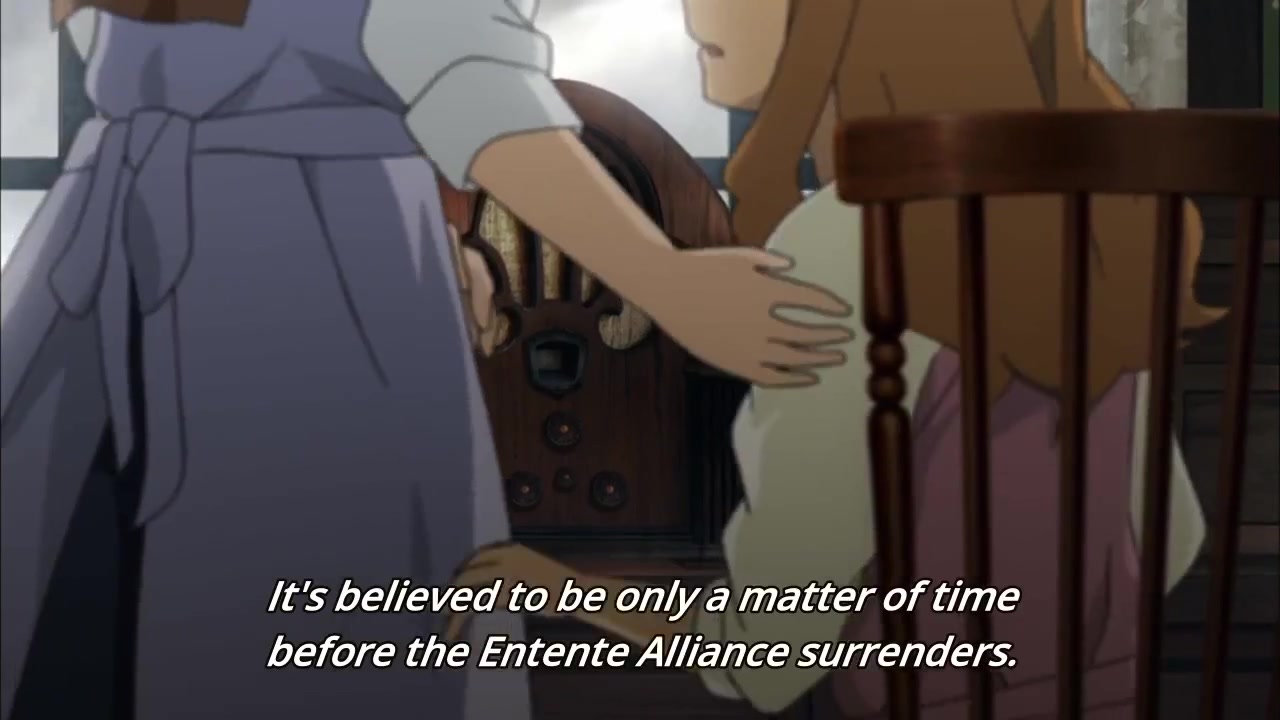 It's believed to be only a matter of time
before the Entente Alliance surrenders.